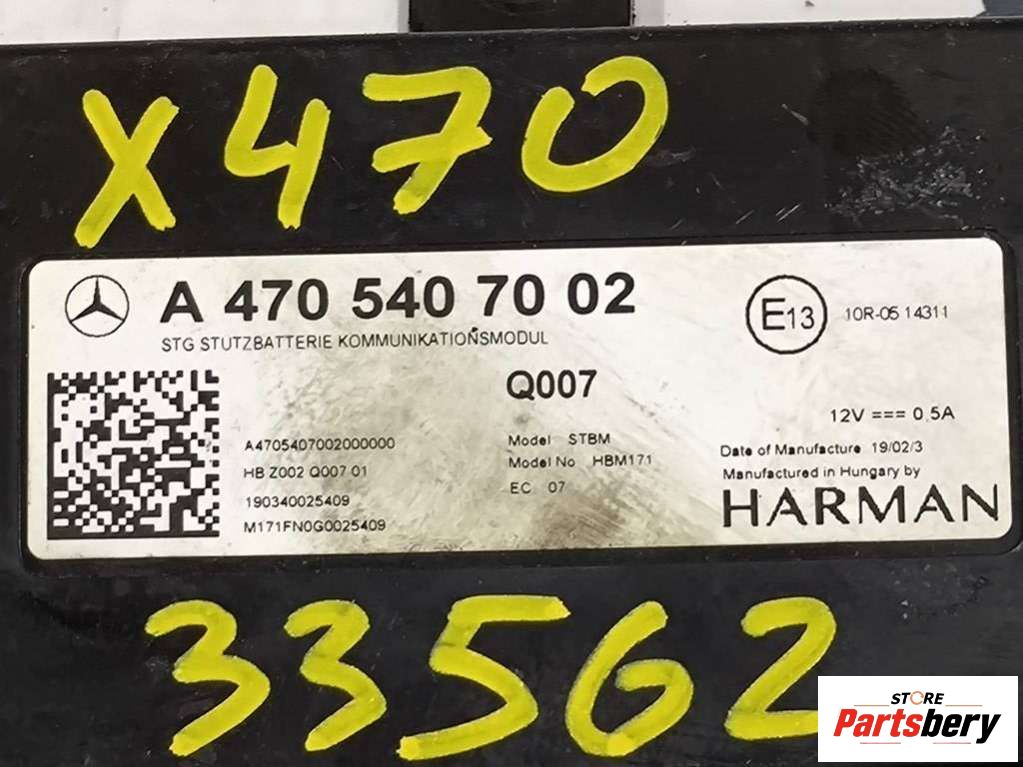 X470
A 470 540 70 02
STG STÜTZBATTERIE KOMMUNIKATIONSMODUL
E13
10R-05 14311
Q007
12V 0,5A
A4705407002000000
HB Z002 Q007 01
190340025409
M171FN0G0025409
Model STBM
Model No HBM171
EC 07
Date of Manufacture 19/02/3
Manufactured in Hungary by
HARMAN
33562
STORE
Partsbery